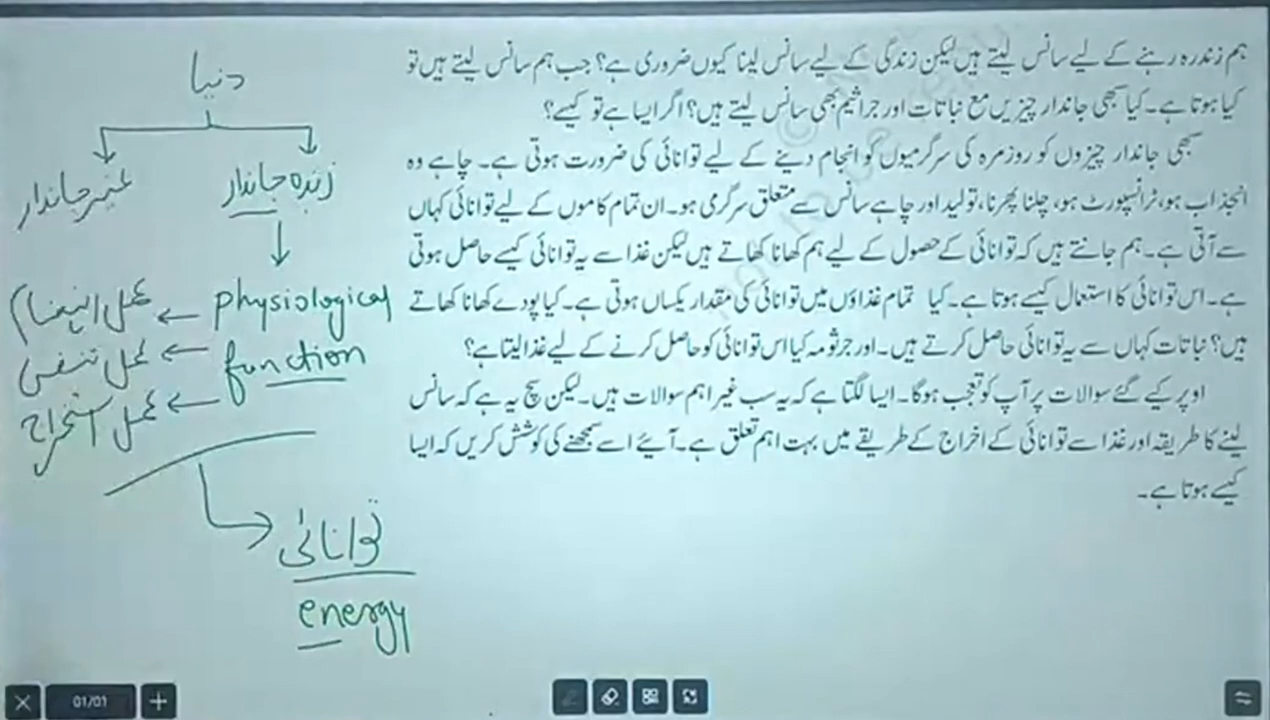 ہم زندرہ رہنے کے لیے سانس لیتے ہیں لیکن زندگی کے لیے سانس لینا کیوں ضروری ہے؟ جب ہم سانس لیتے ہیں تو
کیا ہوتا ہے۔ کیا سبھی جاندار چیزیں مع نباتات اور جراثیم بھی سانس لیتے ہیں؟ اگر ایسا ہے تو کیسے؟
سبھی جاندار چیزوں کو روزمرہ کی سرگرمیوں کو انجام دینے کے لیے توانائی کی ضرورت ہوتی ہے۔ چاہے وہ
انجذاب ہو، ٹرانسپورٹ ہو، چلنا پھرنا، تولید اور چاہے سانس سے متعلق سرگرمی ہو۔ ان تمام کاموں کے لیے توانائی کہاں
سے آتی ہے۔ ہم جانتے ہیں کہ توانائی کے حصول کے لیے ہم کھانا کھاتے ہیں لیکن غذا سے یہ توانائی کیسے حاصل ہوتی
ہے۔ اس توانائی کا استعمال کیسے ہوتا ہے۔ کیا تمام غذاؤں میں توانائی کی مقدار یکساں ہوتی ہے۔ کیا پودے کھانا کھاتے
ہیں؟ نباتات کہاں سے یہ توانائی حاصل کرتے ہیں۔ اور جرثومہ کیا اس توانائی کو حاصل کرنے کے لیے غذا لیتا ہے؟
اوپر کیے گئے سوالات پر آپ کو تعجب ہوگا۔ ایسا لگتا ہے کہ یہ سب غیر اہم سوالات ہیں۔ لیکن سچ یہ ہے کہ سانس
لینے کا طریقہ اور غذا سے توانائی کے اخراج کے طریقے میں بہت اہم تعلق ہے۔ آئیے اسے سمجھنے کی کوشش کریں کہ ایسا
کیسے ہوتا ہے۔
دنیا
زندہ جاندار
غیر جاندار
physiological
function
عمل انہضام
عمل تنفس
عمل استخراج
توانائی
energy
01/01